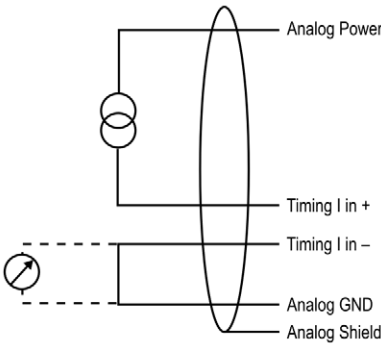 Analog Power
Timing I in +
Timing I in –
Analog GND
Analog Shield